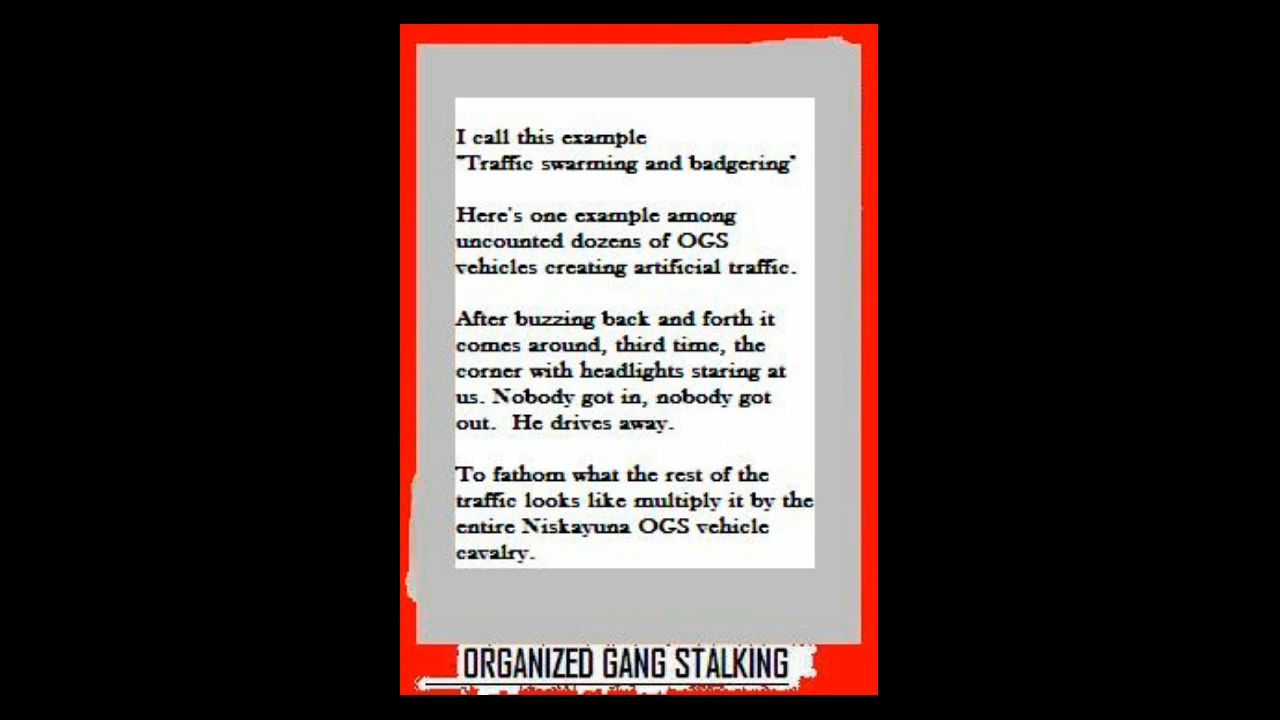 I call this example
"Traffic swarming and badgering"
Here's one example among
uncounted dozens of OGS
vehicles creating artificial traffic.
After buzzing back and forth it
comes around, third time, the
corner with headlights staring at
us. Nobody got in, nobody got
out.  He drives away.
To fathom what the rest of the
traffic looks like multiply it by the
entire Niskayuna OGS vehicle
cavalry.
ORGANIZED GANG STALKING